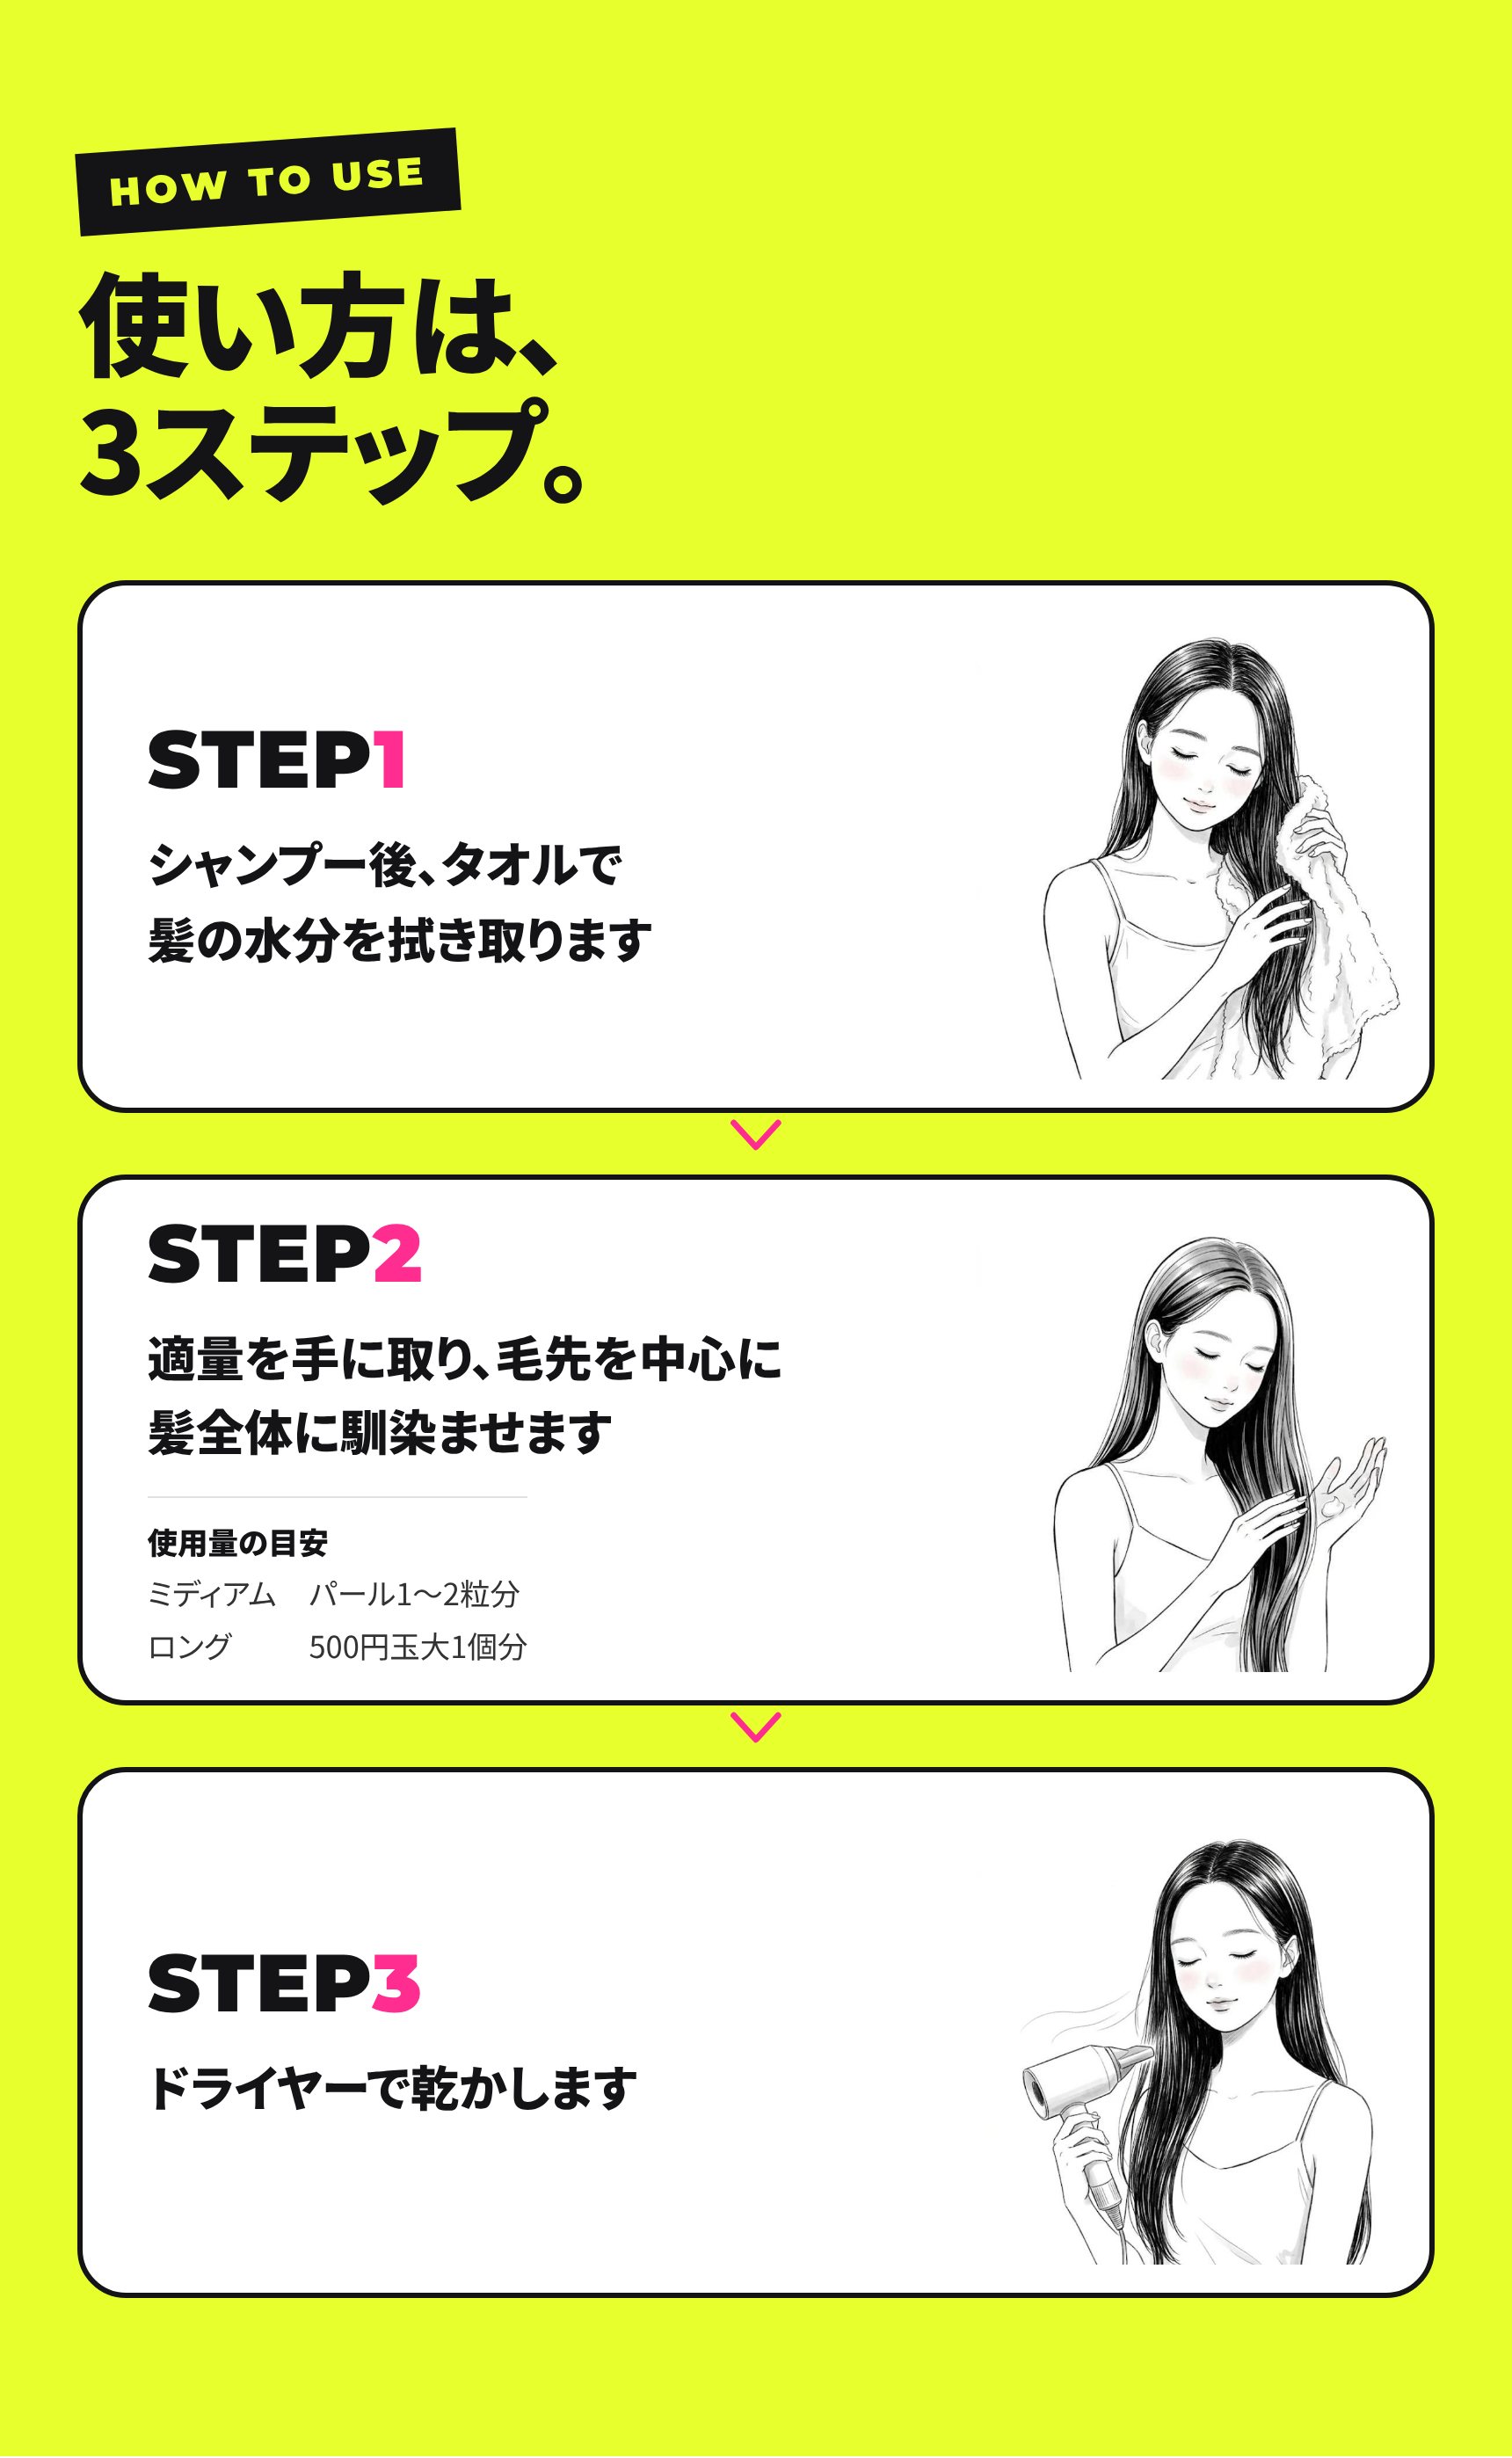 HOW TO USE
使い方は、
3ステップ。
STEP1
シャンプー後、タオルで
髪の水分を拭き取ります
STEP2
適量を手に取り、毛先を中心に
髪全体に馴染ませます
使用量の目安
ミディアム パール1〜2粒分
ロング 500円玉大1個分
STEP3
ドライヤーで乾かします